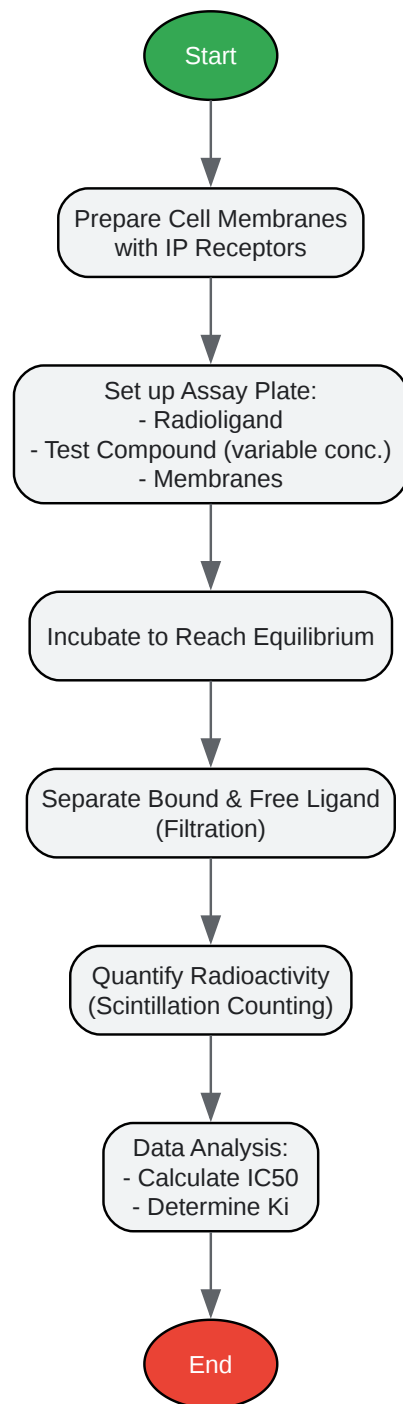 Start
Prepare Cell Membranes
with IP Receptors
Set up Assay Plate:
- Radioligand
- Test Compound (variable conc.)
- Membranes
Incubate to Reach Equilibrium
Separate Bound & Free Ligand
(Filtration)
Quantify Radioactivity
(Scintillation Counting)
Data Analysis:
- Calculate IC50
- Determine Ki
End